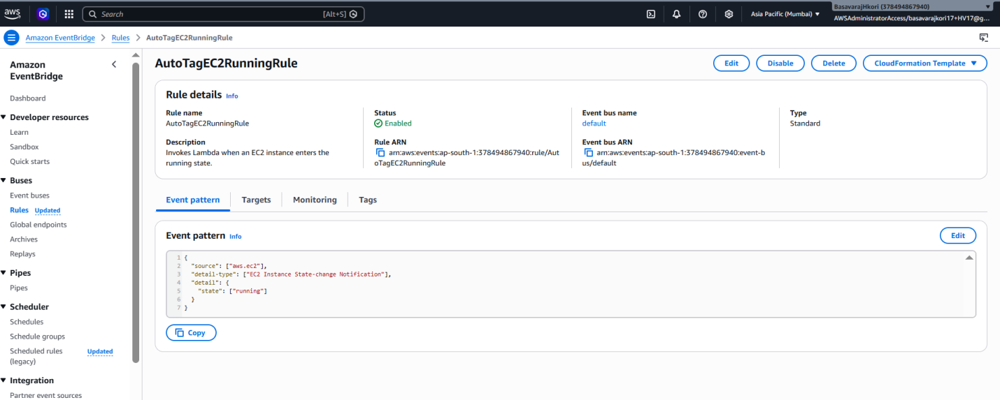 aws
Search
[Alt+S]
Asia Pacific (Mumbai)
BasavarajHkori (378494867940)
AWSAdministratorAccess/basavarajkori17+HV17@g...
Amazon EventBridge
Rules
AutoTagEC2RunningRule
Amazon
EventBridge
Dashboard
Developer resources
Learn
Sandbox
Quick starts
Buses
Event buses
Rules Updated
Global endpoints
Archives
Replays
Pipes
Pipes
Scheduler
Schedules
Schedule groups
Scheduled rules Updated
(legacy)
Integration
Partner event sources
AutoTagEC2RunningRule
Edit
Disable
Delete
CloudFormation Template
Rule details Info
Rule name
AutoTagEC2RunningRule
Description
Invokes Lambda when an EC2 instance enters the
running state.
Status
Enabled
Rule ARN
arn:aws:events:ap-south-1:378494867940:rule/Aut
oTagEC2RunningRule
Event bus name
default
Event bus ARN
arn:aws:events:ap-south-1:378494867940:event-b
us/default
Type
Standard
Event pattern
Targets
Monitoring
Tags
Event pattern Info
Edit
1 {
2 "source": ["aws.ec2"],
3 "detail-type": ["EC2 Instance State-change Notification"],
4 "detail": {
5 "state": ["running"]
6 }
7 }
Copy